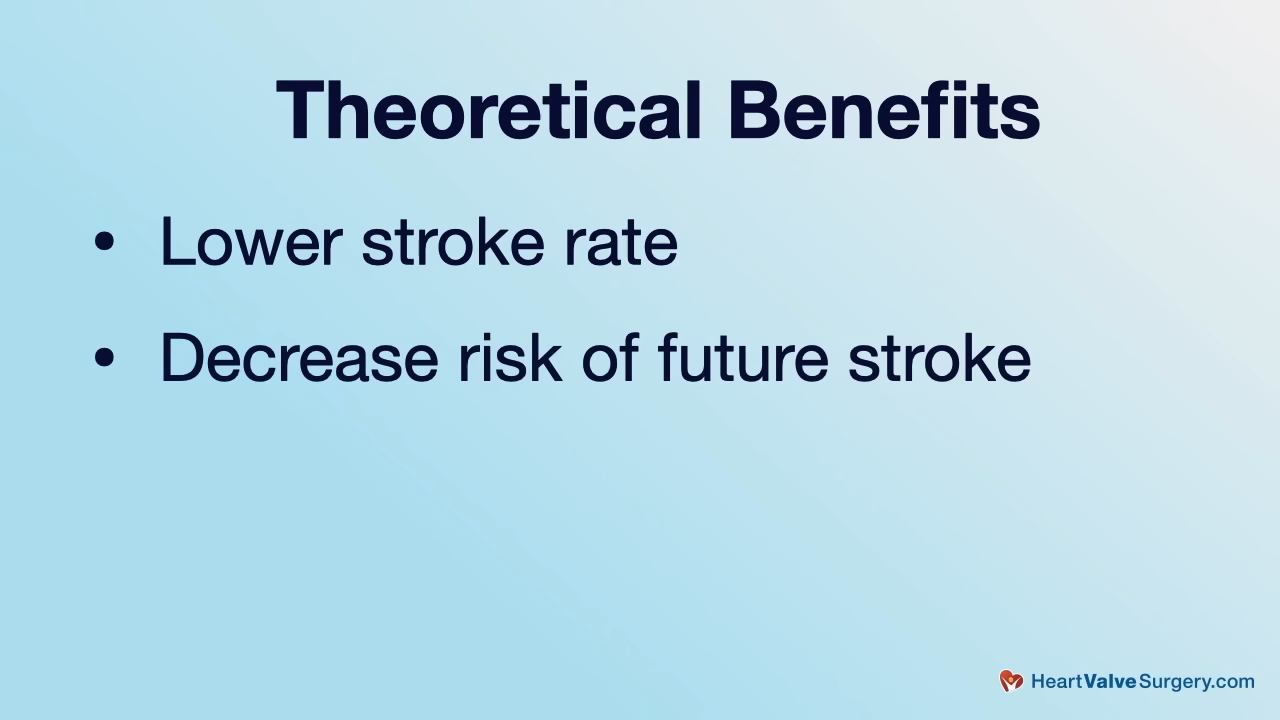 Theoretical Benefits
• Lower stroke rate
• Decrease risk of future stroke
HeartValveSurgery.com